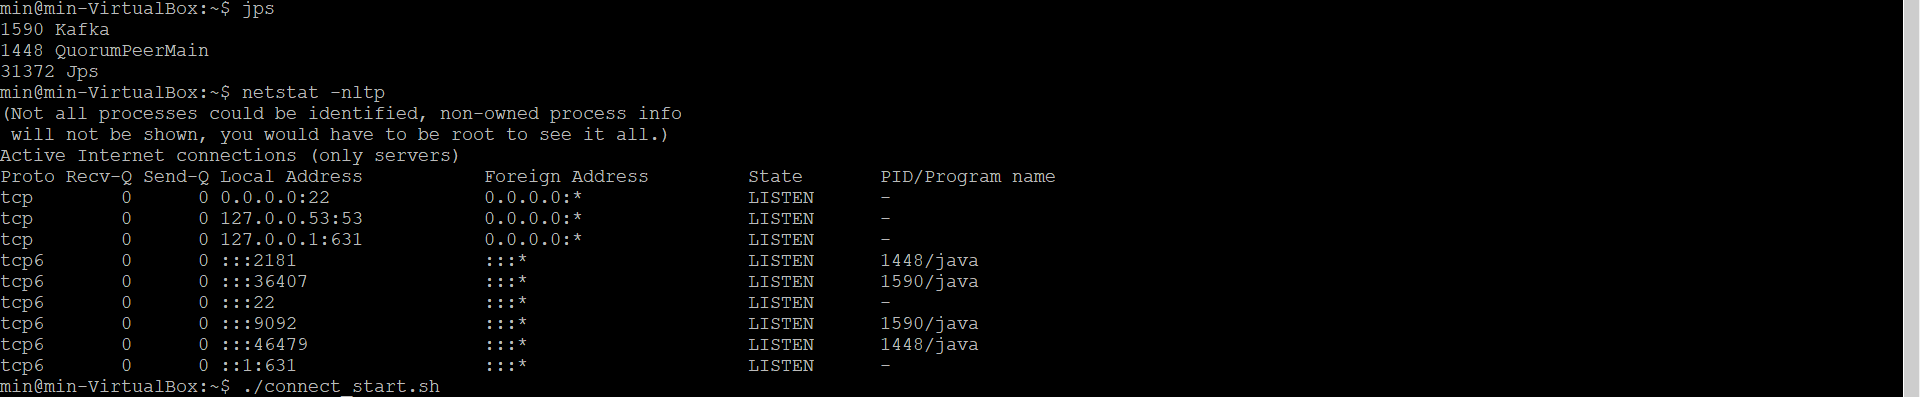 min@min-VirtualBox:~$ jps
1590 Kafka
1448 QuorumPeerMain
31372 Jps
min@min-VirtualBox:~$ netstat -nltp
(Not all processes could be identified, non-owned process info
 will not be shown, you would have to be root to see it all.)
Active Internet connections (only servers)
Proto Recv-Q Send-Q Local Address           Foreign Address         State       PID/Program name
tcp        0      0 0.0.0.0:22              0.0.0.0:*               LISTEN      -
tcp        0      0 127.0.0.53:53           0.0.0.0:*               LISTEN      -
tcp        0      0 127.0.0.1:631           0.0.0.0:*               LISTEN      -
tcp6       0      0 :::2181                 :::*                    LISTEN      1448/java
tcp6       0      0 :::36407                :::*                    LISTEN      1590/java
tcp6       0      0 :::22                   :::*                    LISTEN      -
tcp6       0      0 :::9092                 :::*                    LISTEN      1590/java
tcp6       0      0 :::46479                :::*                    LISTEN      1448/java
tcp6       0      0 ::1:631                 :::*                    LISTEN      -
min@min-VirtualBox:~$ ./connect_start.sh